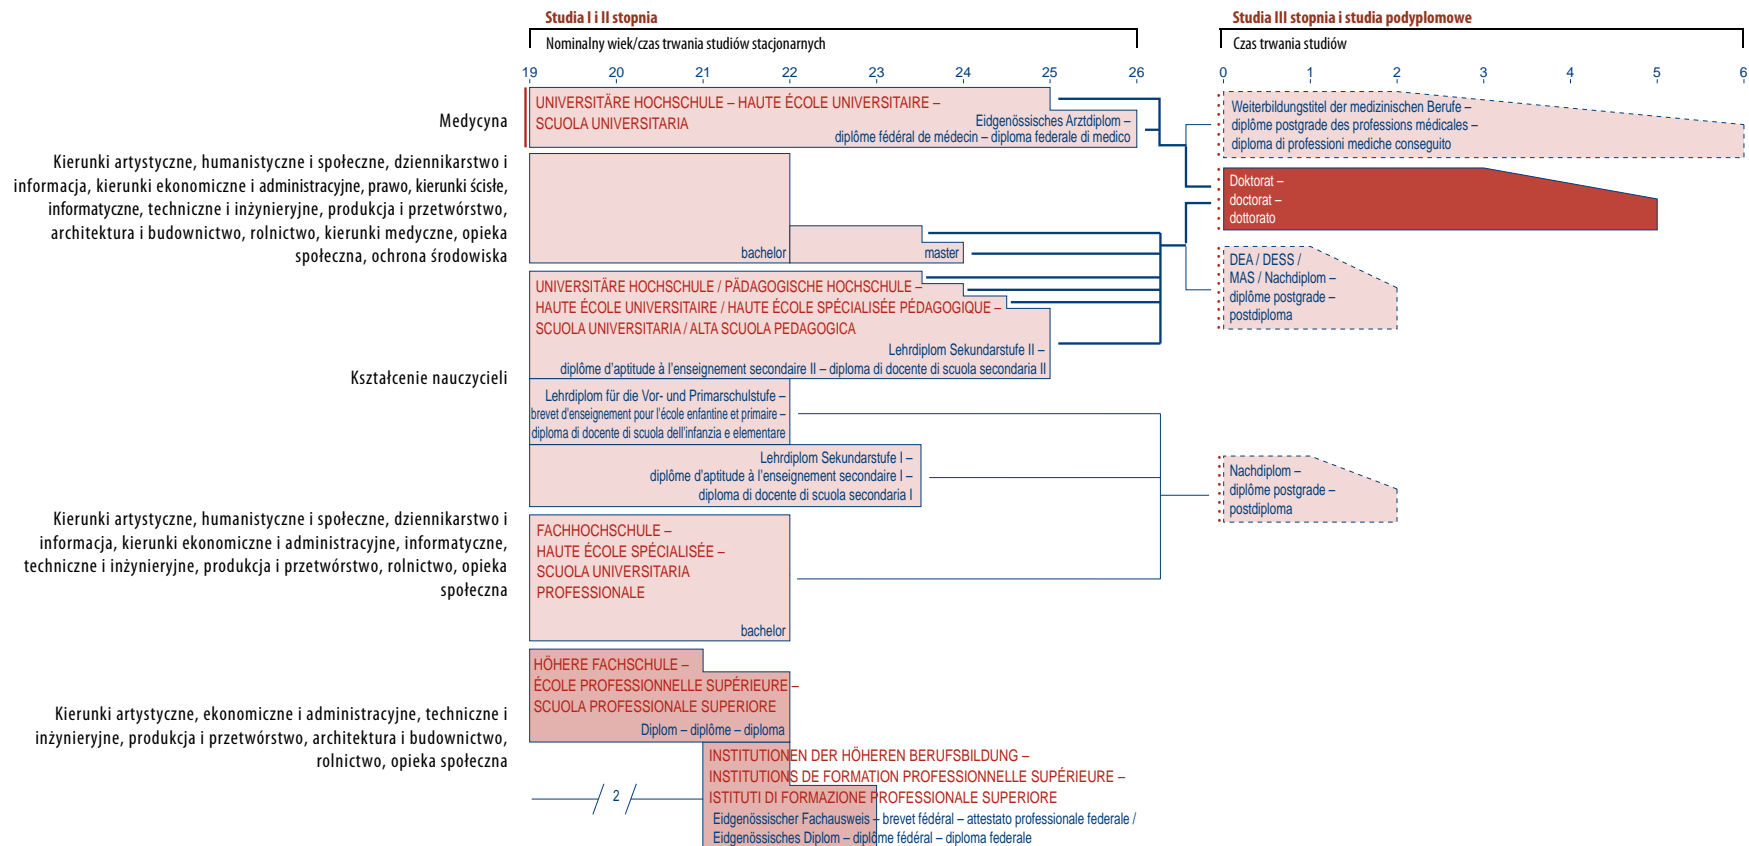 Studia I i II stopnia
Nominalny wiek/czas trwania studiów stacjonarnych
19 20 21 22 23 24 25 26
Studia III stopnia i studia podyplomowe
Czas trwania studiów
0 1 2 3 4 5 6
Medycyna
UNIVERSITÄRE HOCHSCHULE – HAUTE ÉCOLE UNIVERSITAIRE –
SCUOLA UNIVERSITARIA
Eidgenössisches Arztdiplom –
diplôme fédéral de médecin – diploma federale di medico
Weiterbildungstitel der medizinischen Berufe –
diplôme postgrade des professions médicales –
diploma di professioni mediche conseguito
Kierunki artystyczne, humanistyczne i społeczne, dziennikarstwo i
informacja, kierunki ekonomiczne i administracyjne, prawo, kierunki ścisłe,
informatyczne, techniczne i inżynieryjne, produkcja i przetwórstwo,
architektura i budownictwo, rolnictwo, kierunki medyczne, opieka
społeczna, ochrona środowiska
bachelor
master
Doktorat –
doctorat –
dottorato
DEA / DESS /
MAS / Nachdiplom –
diplôme postgrade –
postdiploma
Kształcenie nauczycieli
UNIVERSITÄRE HOCHSCHULE / PÄDAGOGISCHE HOCHSCHULE –
HAUTE ÉCOLE UNIVERSITAIRE / HAUTE ÉCOLE SPÉCIALISÉE PÉDAGOGIQUE –
SCUOLA UNIVERSITARIA / ALTA SCUOLA PEDAGOGICA
Lehrdiplom Sekundarstufe II –
diplôme d'aptitude à l'enseignement secondaire II – diploma di docente di scuola secondaria II
Lehrdiplom für die Vor- und Primarschulstufe –
brevet d'enseignement pour l'école enfantine et primaire –
diploma di docente di scuola dell'infanzia e elementare
Lehrdiplom Sekundarstufe I –
diplôme d'aptitude à l'enseignement secondaire I –
diploma di docente di scuola secondaria I
Nachdiplom –
diplôme postgrade –
postdiploma
Kierunki artystyczne, humanistyczne i społeczne, dziennikarstwo i
informacja, kierunki ekonomiczne i administracyjne, informatyczne,
techniczne i inżynieryjne, produkcja i przetwórstwo, rolnictwo, opieka
społeczna
FACHHOCHSCHULE –
HAUTE ÉCOLE SPÉCIALISÉE –
SCUOLA UNIVERSITARIA
PROFESSIONALE
bachelor
Kierunki artystyczne, ekonomiczne i administracyjne, techniczne i
inżynieryjne, produkcja i przetwórstwo, architektura i budownictwo,
rolnictwo, opieka społeczna
HÖHERE FACHSCHULE –
ÉCOLE PROFESSIONNELLE SUPÉRIEURE –
SCUOLA PROFESSIONALE SUPERIORE
Diplom – diplôme – diploma
2
INSTITUTIONEN DER HÖHEREN BERUFSBILDUNG –
INSTITUTIONS DE FORMATION PROFESSIONNELLE SUPÉRIEURE –
ISTITUTI DI FORMAZIONE PROFESSIONALE SUPERIORE
Eidgenössischer Fachausweis – brevet fédéral – attestato professionale federale /
Eidgenössisches Diplom – diplôme fédéral – diploma federale